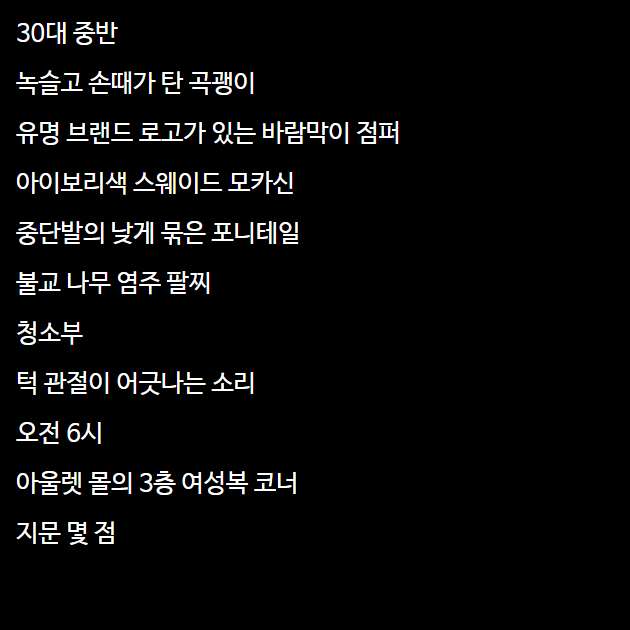 30대 중반
녹슬고 손때가 탄 곡괭이
유명 브랜드 로고가 있는 바람막이 점퍼
아이보리색 스웨이드 모카신
중단발의 낮게 묶은 포니테일
불교 나무 염주 팔찌
청소부
턱 관절이 어긋나는 소리
오전 6시
아울렛 몰의 3층 여성복 코너
지문 몇 점